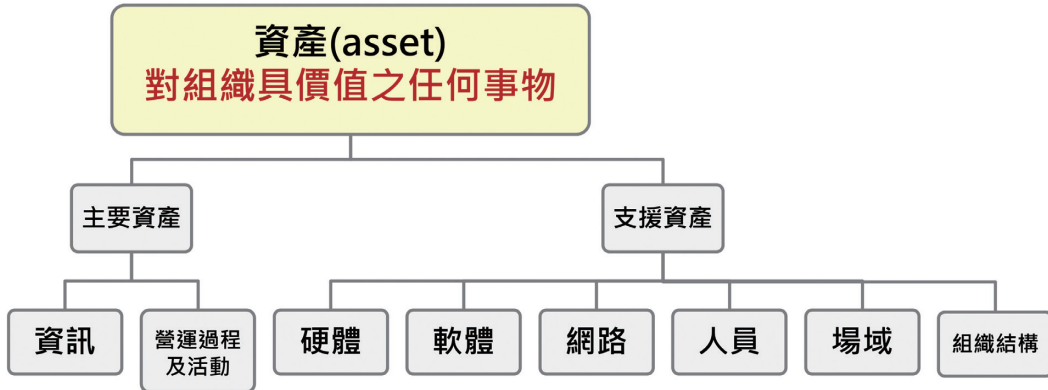 資產(asset)
對組織具價值之任何事物
主要資產
支援資產
資訊
營運過程
及活動
硬體
軟體
網路
人員
場域
組織結構